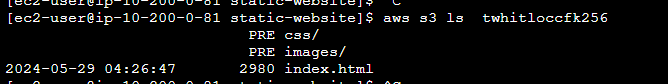 [ec2-user@ip-10-200-0-81 static-website]$ ^C
[ec2-user@ip-10-200-0-81 static-website]$ aws s3 ls  twhitloccfk256
PRE css/
PRE images/
2024-05-29 04:26:47       2980 index.html